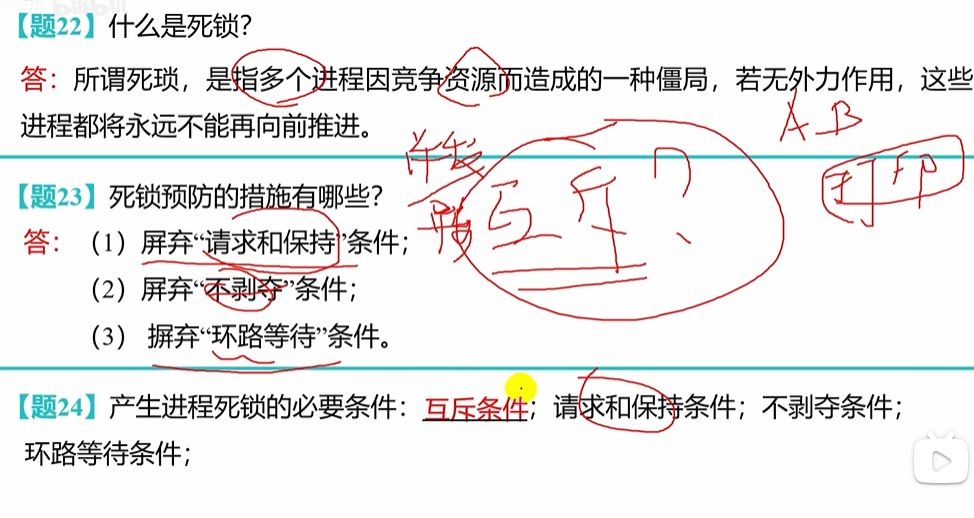 【题22】什么是死锁?
答：所谓死琐，是指多个进程因竞争资源而造成的一种僵局，若无外力作用，这些
进程都将永远不能再向前推进。
A B
打印
互斥?
【题23】死锁预防的措施有哪些?
答：（1）屏弃“请求和保持”条件；
（2）屏弃“不剥夺”条件；
（3） 摒弃“环路等待”条件。
【题24】产生进程死锁的必要条件：互斥条件；请求和保持条件；不剥夺条件；
环路等待条件；